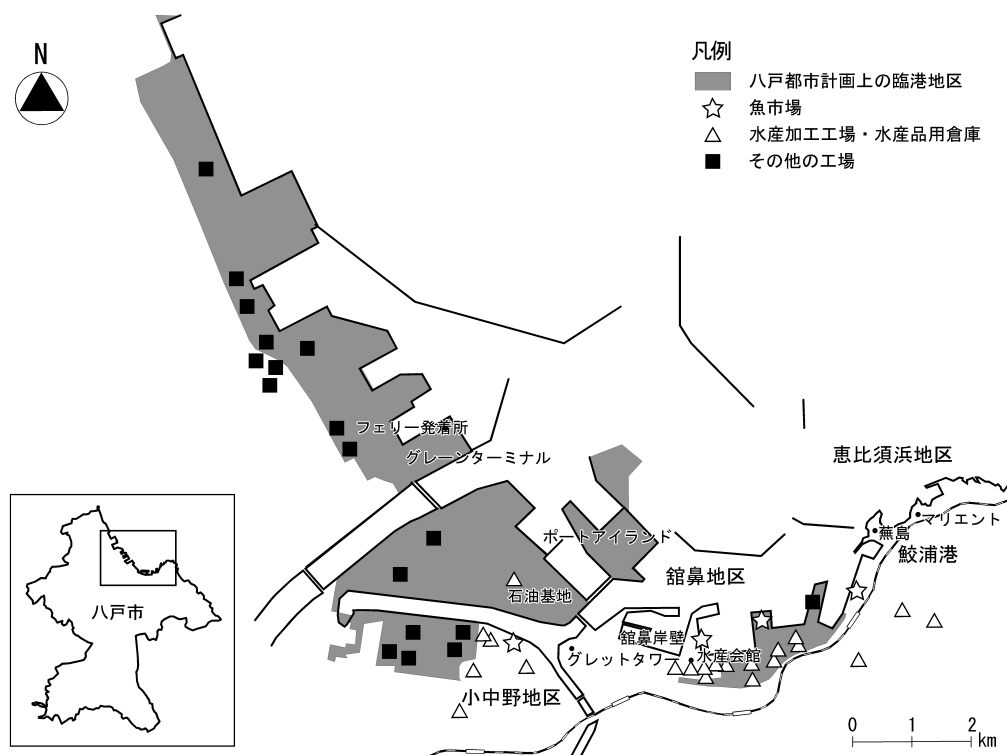 N
凡例
八戸都市計画上の臨港地区
魚市場
水産加工工場・水産品用倉庫
その他の工場
フェリー発着所
グレーンターミナル
恵比須浜地区
マリエント
蕪島
鮫浦港
ポートアイランド
舘鼻地区
石油基地
舘鼻岸壁
グレットタワー
水産会館
小中野地区
八戸市
0 1 2
km